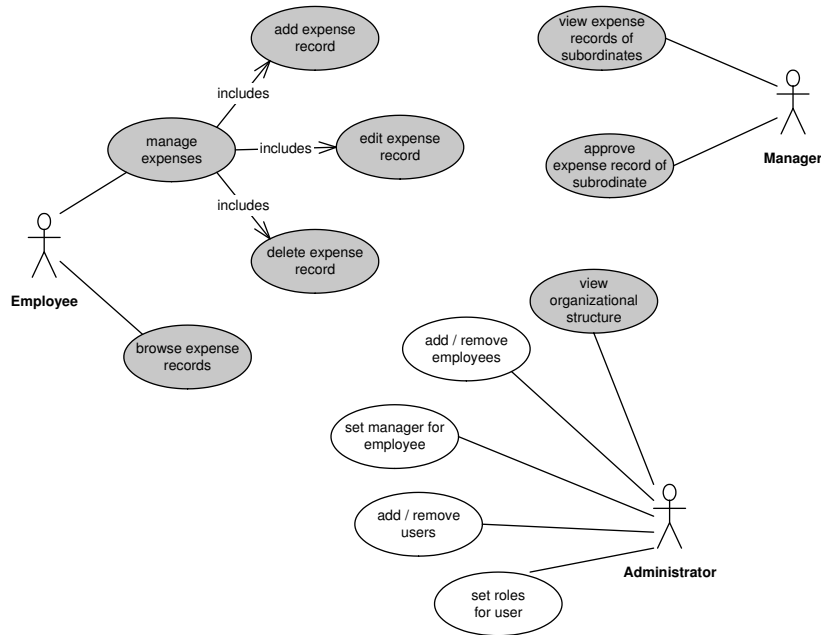 add expense
record
view expense
records of
subordinates
includes
manage
expenses
includes
edit expense
record
approve
expense record of
subrodinate
Manager
includes
delete expense
record
Employee
view
organizational
structure
browse expense
records
add / remove
employees
set manager for
employee
add / remove
users
Administrator
set roles
for user